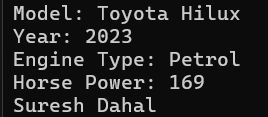 Model: Toyota Hilux
Year: 2023
Engine Type: Petrol
Horse Power: 169
Suresh Dahal